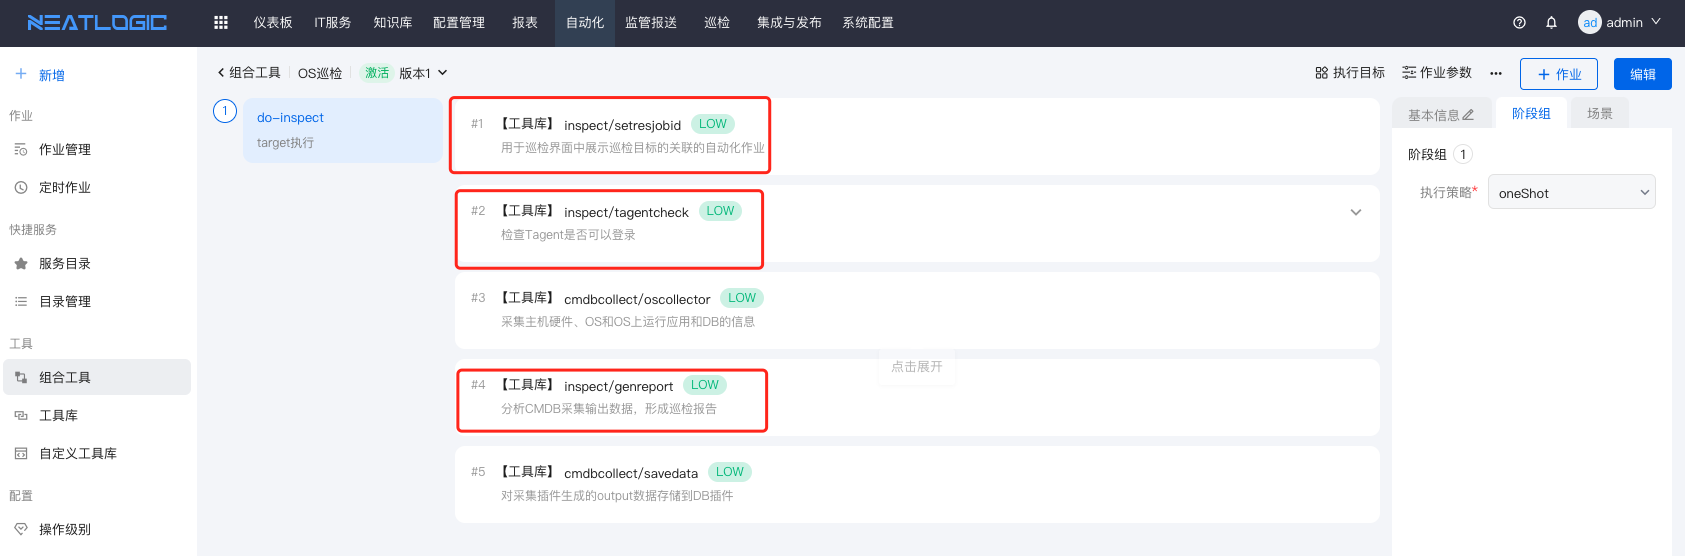 NEATLOGIC
仪表板 IT服务 知识库 配置管理 报表 自动化 监管报送 巡检 集成与发布 系统配置
ad admin
新增
作业
作业管理
定时作业
快捷服务
服务目录
目录管理
工具
组合工具
工具库
自定义工具库
配置
操作级别
组合工具 OS巡检 激活 版本1
执行目标 作业参数 ... + 作业 编辑
1
do-inspect
target执行
#1 【工具库】 inspect/setresjobid LOW
用于巡检界面中展示巡检目标的关联的自动化作业
#2 【工具库】 inspect/tagentcheck LOW
检查Tagent是否可以登录
#3 【工具库】 cmdbcollect/oscollector LOW
采集主机硬件、OS和OS上运行应用和DB的信息
点击展开
#4 【工具库】 inspect/genreport LOW
分析CMDB采集输出数据，形成巡检报告
#5 【工具库】 cmdbcollect/savedata LOW
对采集插件生成的output数据存储到DB插件
基本信息 阶段组 场景
阶段组 1
执行策略* oneShot